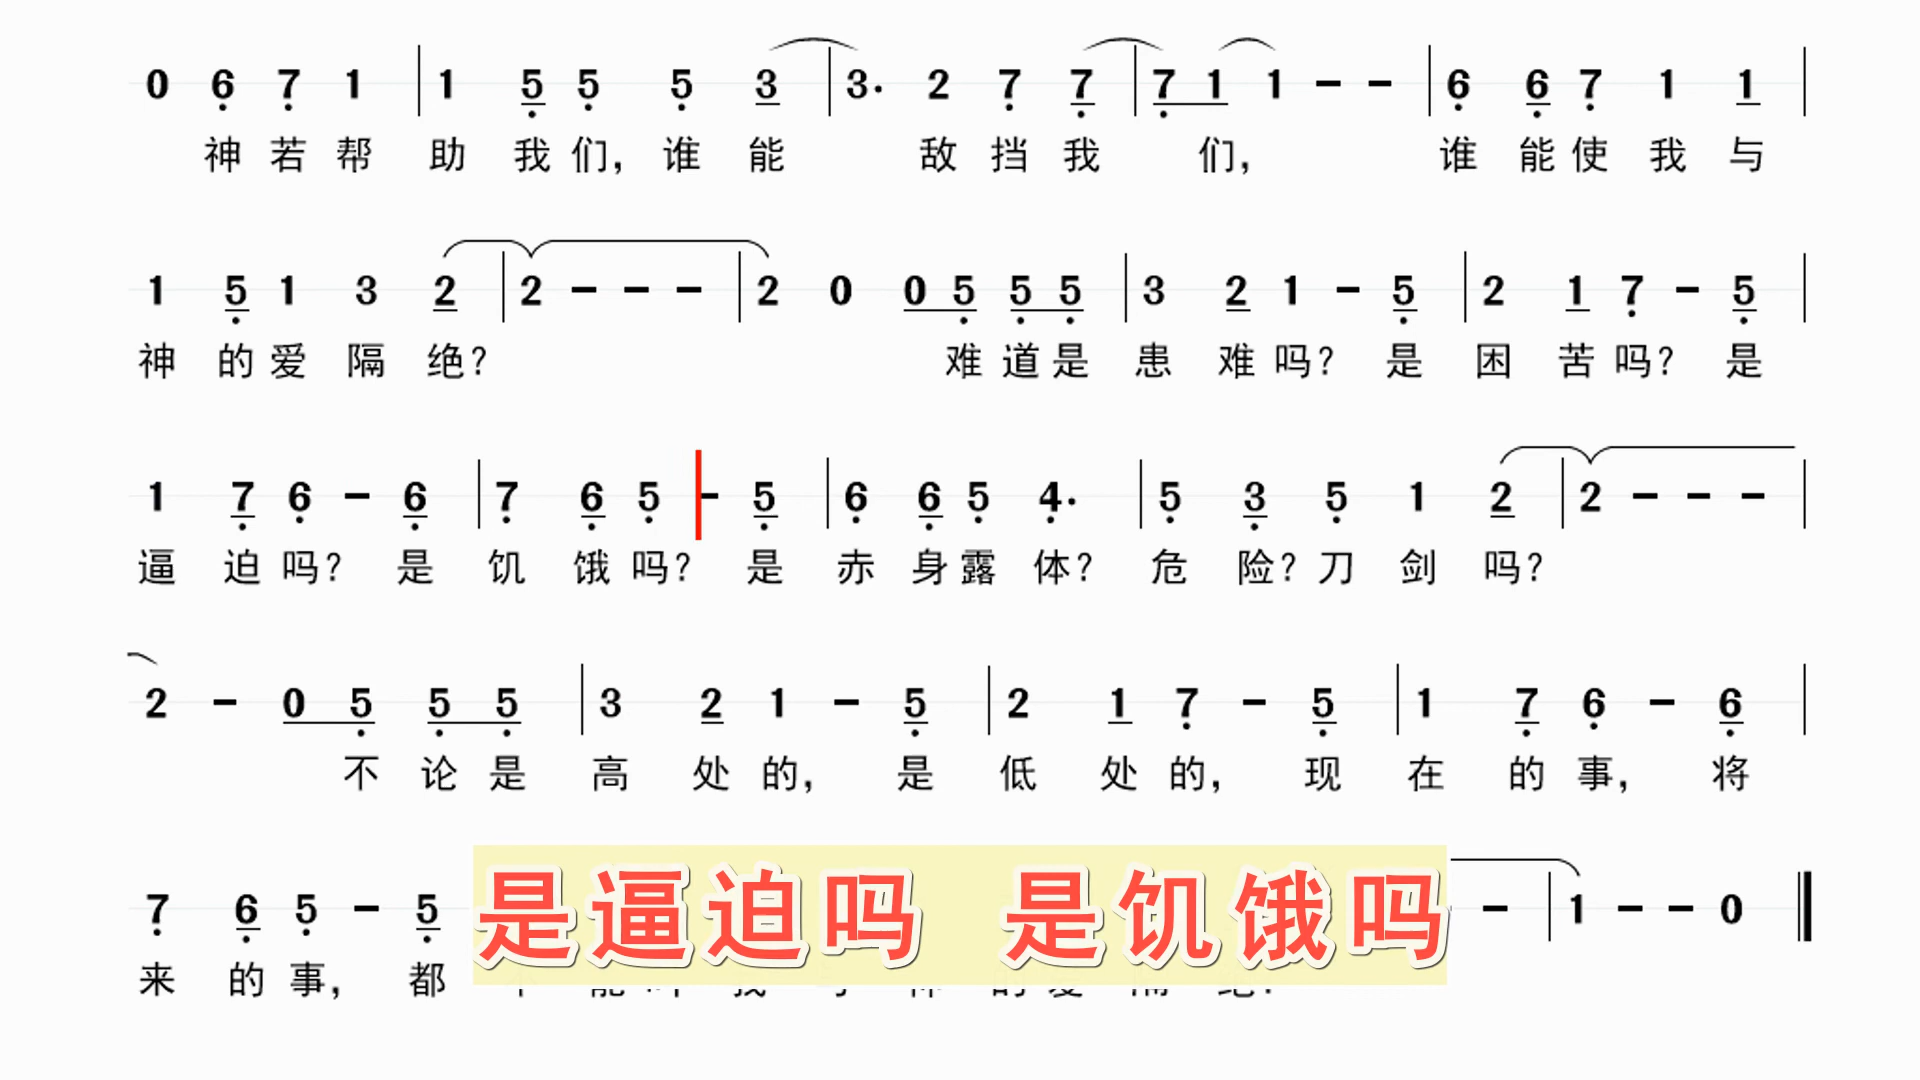 0 6 7 1 | 1 5 5 5 3 | 3. 2 7 7 | 7 1 1 - - | 6 6 7 1 1 |
神若帮助我们，谁能敌挡我们，谁能使我与
1 5 1 3 2 | 2 - - - | 2 0 0 5 5 5 | 3 2 1 - 5 | 2 1 7 - 5 |
神的爱隔绝？难道是患难吗？是困苦吗？是
1 7 6 - 6 | 7 6 5 - 5 | 6 6 5 4. | 5 3 5 1 2 | 2 - - - |
逼迫吗？是饥饿吗？是赤身露体？危险？刀剑吗？
2 - 0 5 5 5 | 3 2 1 - 5 | 2 1 7 - 5 | 1 7 6 - 6 |
不论是高处的，是低处的，现在的事，将
7 6 5 - 5 - | 1 - - 0
来的事，都
是逼迫吗 是饥饿吗